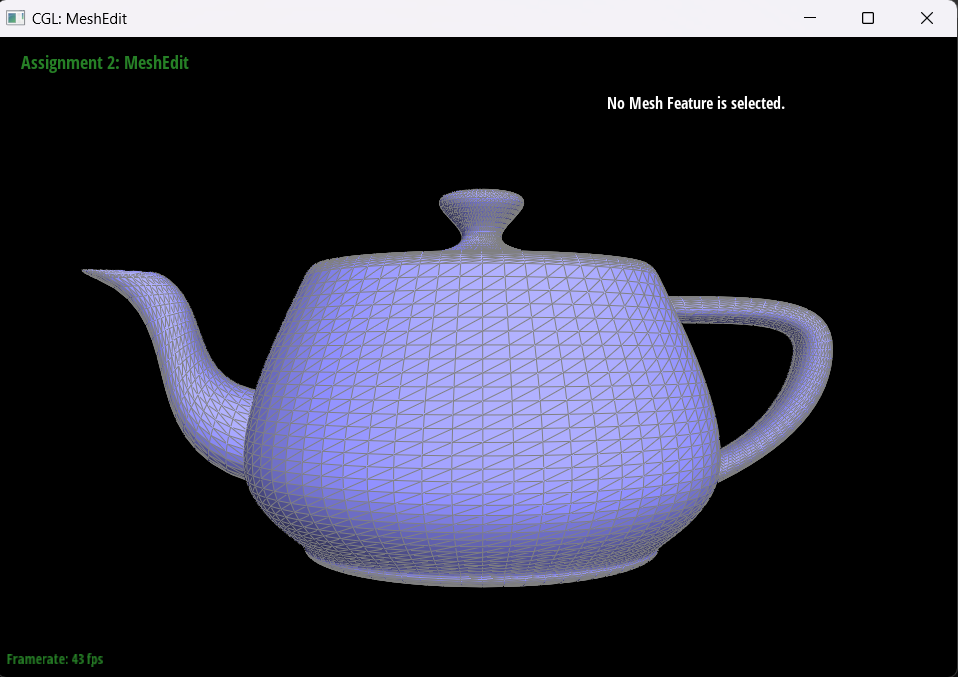 CGL: MeshEdit
Assignment 2: MeshEdit
No Mesh Feature is selected.
Framerate: 43 fps